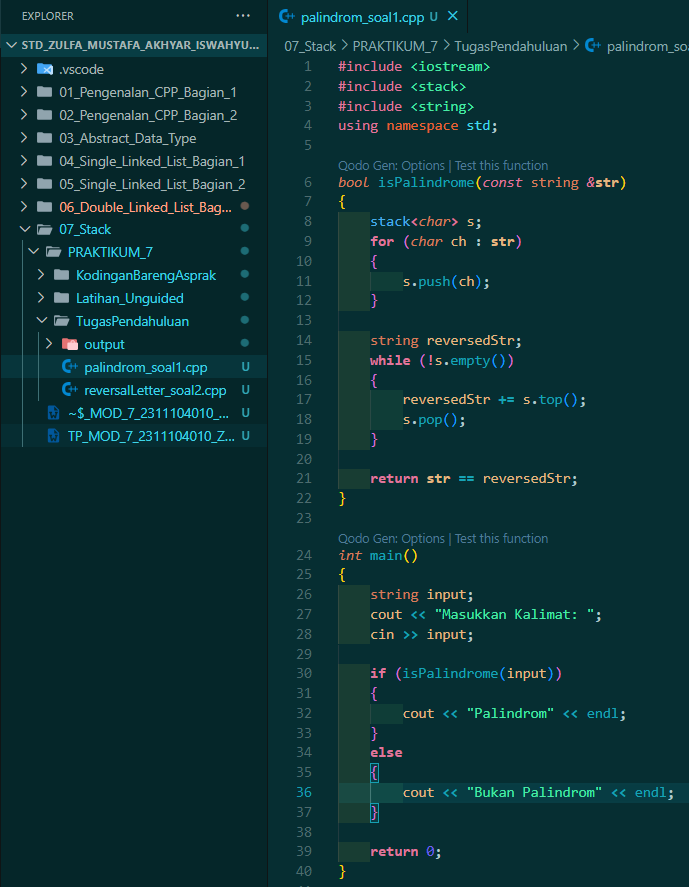 EXPLORER
STD_ZULFA_MUSTAFA_AKHYAR_ISWAHYU...
.vscode
01_Pengenalan_CPP_Bagian_1
02_Pengenalan_CPP_Bagian_2
03_Abstract_Data_Type
04_Single_Linked_List_Bagian_1
05_Single_Linked_List_Bagian_2
06_Double_Linked_List_Bag...
07_Stack
PRAKTIKUM_7
KodinganBarengAsprak
Latihan_Unguided
TugasPendahuluan
output
palindrom_soal1.cpp U
reversalLetter_soal2.cpp U
~$_MOD_7_2311104010_... U
TP_MOD_7_2311104010_Z... U
palindrom_soal1.cpp U
07_Stack > PRAKTIKUM_7 > TugasPendahuluan > palindrom_so
1 #include <iostream>
2 #include <stack>
3 #include <string>
4 using namespace std;
5
Qodo Gen: Options | Test this function
6 bool isPalindrome(const string &str)
7 {
8 stack<char> s;
9 for (char ch : str)
10 {
11 s.push(ch);
12 }
13
14 string reversedStr;
15 while (!s.empty())
16 {
17 reversedStr += s.top();
18 s.pop();
19 }
20
21 return str == reversedStr;
22 }
23
Qodo Gen: Options | Test this function
24 int main()
25 {
26 string input;
27 cout << "Masukkan Kalimat: ";
28 cin >> input;
29
30 if (isPalindrome(input))
31 {
32 cout << "Palindrom" << endl;
33 }
34 else
35 {
36 cout << "Bukan Palindrom" << endl;
37 }
38
39 return 0;
40 }